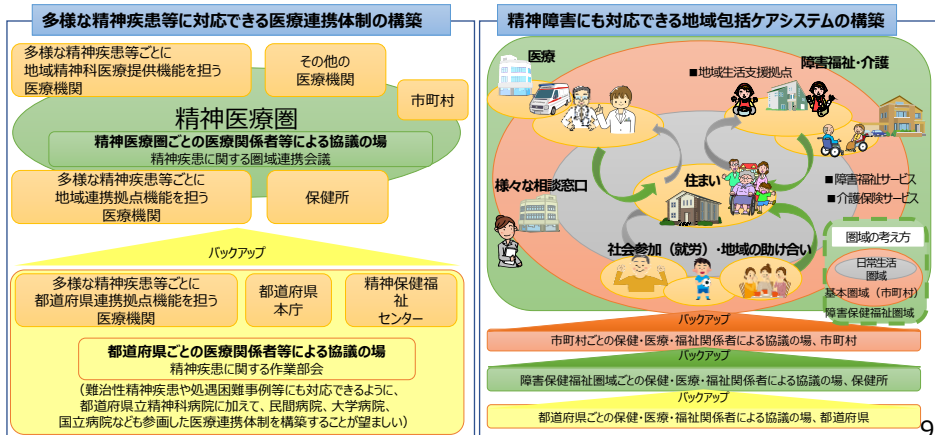 多様な精神疾患等に対応できる医療連携体制の構築
多様な精神疾患等ごとに
地域精神科医療提供機能を担う
医療機関
その他の
医療機関
市町村
精神医療圏
精神医療圏ごとの医療関係者等による協議の場
精神疾患に関する圏域連携会議
多様な精神疾患等ごとに
地域連携拠点機能を担う
医療機関
保健所
バックアップ
多様な精神疾患等ごとに
都道府県連携拠点機能を担う
医療機関
都道府県
本庁
精神保健福
祉
センター
都道府県ごとの医療関係者等による協議の場
精神疾患に関する作業部会
(難治性精神疾患や処遇困難事例等にも対応できるように、
都道府県立精神科病院に加えて、民間病院、大学病院、
国立病院なども参画した医療連携体制を構築することが望ましい)
精神障害にも対応できる地域包括ケアシステムの構築
医療
障害福祉・介護
■地域生活支援拠点
様々な相談窓口
住まい
■障害福祉サービス
■介護保険サービス
社会参加(就労)・地域の助け合い
圏域の考え方
日常生活
圏域
基本圏域(市町村)
障害保健福祉圏域
バックアップ
市町村ごとの保健・医療・福祉関係者による協議の場、市町村
バックアップ
障害保健福祉圏域ごとの保健・医療・福祉関係者による協議の場、保健所
バックアップ
都道府県ごとの保健・医療・福祉関係者による協議の場、都道府県
9